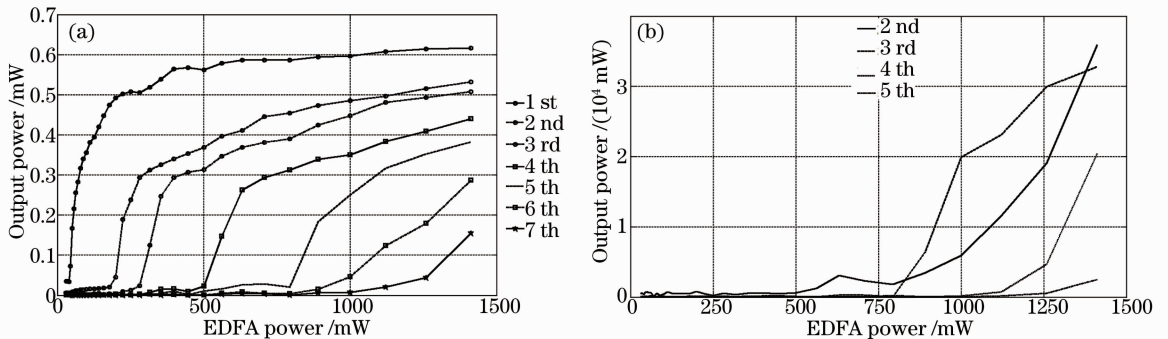 (a)
Output power /mW
0.7
0.6
0.5
0.4
0.3
0.2
0.1
0
0 500 1000 1500
EDFA power /mW
1 st
2 nd
3 rd
4 th
5 th
6 th
7 th
(b)
Output power /(10⁴ mW)
3
2
1
0
0 250 500 750 1000 1250 1500
EDFA power /mW
2 nd
3 rd
4 th
5 th